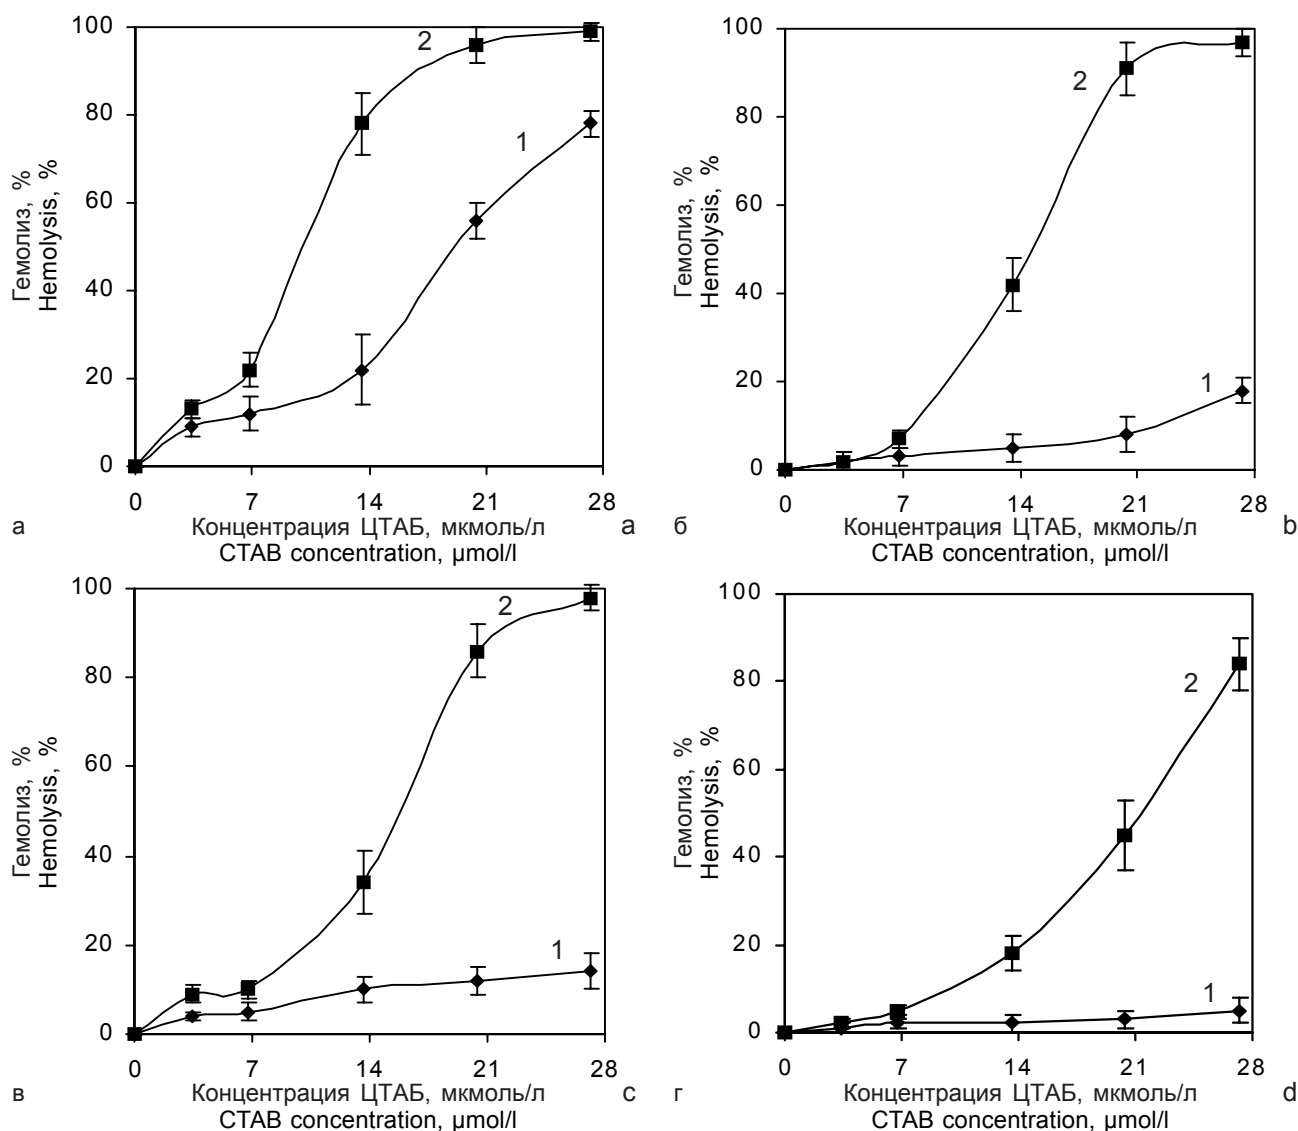 100
80
60
40
20
0
Гемолиз, %
Hemolysis, %
2
1
0 7 14 21 28
а Концентрация ЦТАБ, мкмоль/л a
CTAB concentration, µmol/l
100
80
60
40
20
0
Гемолиз, %
Hemolysis, %
2
1
0 7 14 21 28
б Концентрация ЦТАБ, мкмоль/л b
CTAB concentration, µmol/l
100
80
60
40
20
0
Гемолиз, %
Hemolysis, %
2
1
0 7 14 21 28
в Концентрация ЦТАБ, мкмоль/л c
CTAB concentration, µmol/l
100
80
60
40
20
0
Гемолиз, %
Hemolysis, %
2
1
0 7 14 21 28
г Концентрация ЦТАБ, мкмоль/л d
CTAB concentration, µmol/l